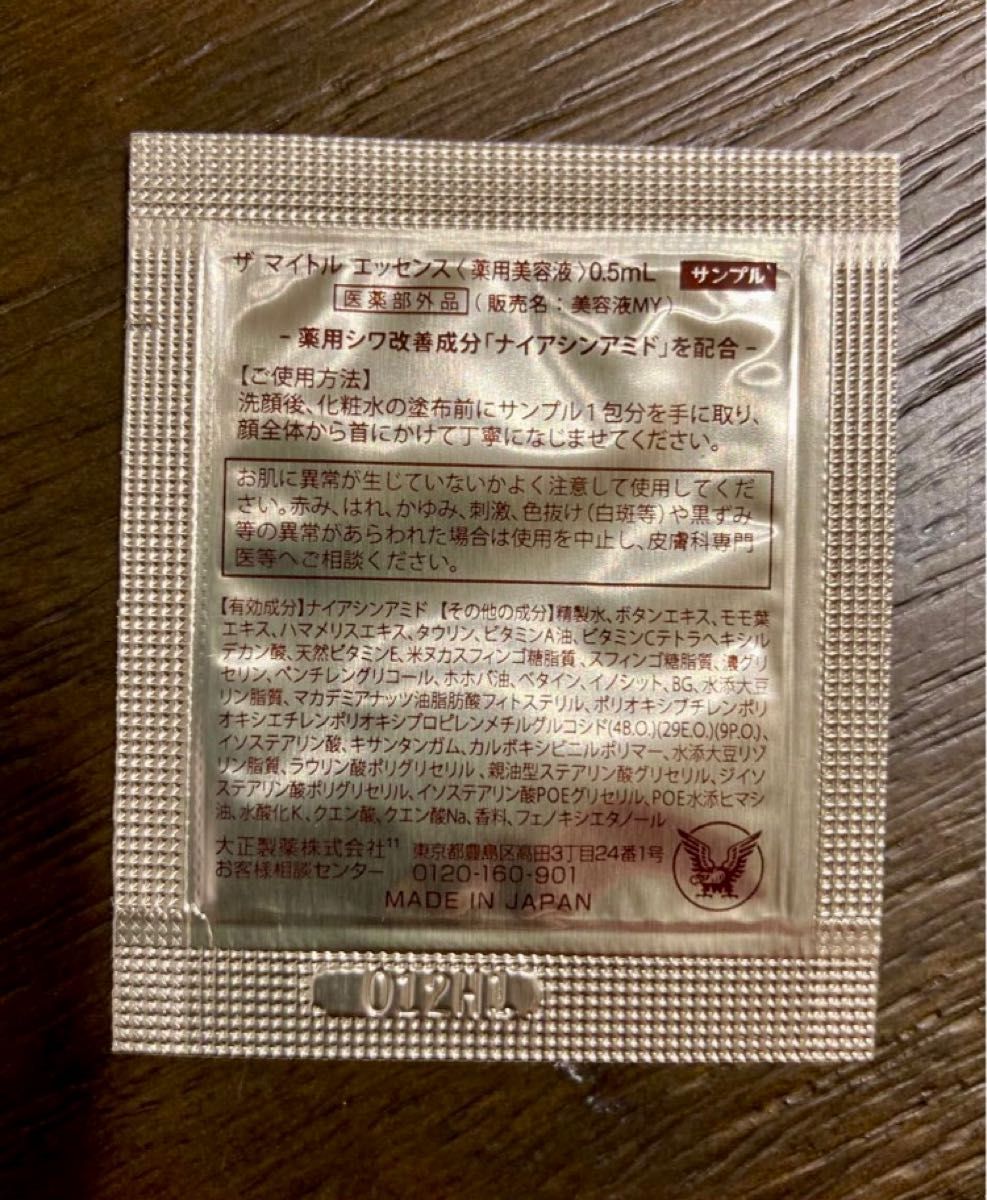 ザ マイトル エッセンス〈薬用美容液〉0.5mL サンプル
医薬部外品 (販売名：美容液MY)
- 薬用シワ改善成分「ナイアシンアミド」を配合 -
【ご使用方法】
洗顔後、化粧水の塗布前にサンプル1包分を手に取り、
顔全体から首にかけて丁寧になじませてください。
お肌に異常が生じていないかよく注意して使用してくだ
さい。赤み、はれ、かゆみ、刺激、色抜け(白斑等)や黒ずみ
等の異常があらわれた場合は使用を中止し、皮膚科専門
医等へご相談ください。
【有効成分】ナイアシンアミド 【その他の成分】精製水、ボタンエキス、モモ葉
エキス、ハマメリスエキス、タウリン、ビタミンA油、ビタミンCテトラヘキシル
デカン酸、天然ビタミンE、米ヌカスフィンゴ糖脂質、スフィンゴ糖脂質、濃グリ
セリン、ペンチレングリコール、ホホバ油、ベタイン、イノシット、BG、水添大豆
リン脂質、マカデミアナッツ油脂肪酸フィトステリル、ポリオキシブチレンポリ
オキシエチレンポリオキシプロピレンメチルグルコシド(4B.O.)(29E.O.)(9P.O.)、
イソステアリン酸、キサンタンガム、カルボキシビニルポリマー、水添大豆リゾ
リン脂質、ラウリン酸ポリグリセリル、親油型ステアリン酸グリセリル、ジイソ
ステアリン酸ポリグリセリル、イソステアリン酸POEグリセリル、POE水添ヒマシ
油、水酸化K、クエン酸、クエン酸Na、香料、フェノキシエタノール
大正製薬株式会社11 東京都豊島区高田3丁目24番1号
お客様相談センター 0120-160-901
MADE IN JAPAN
012H1